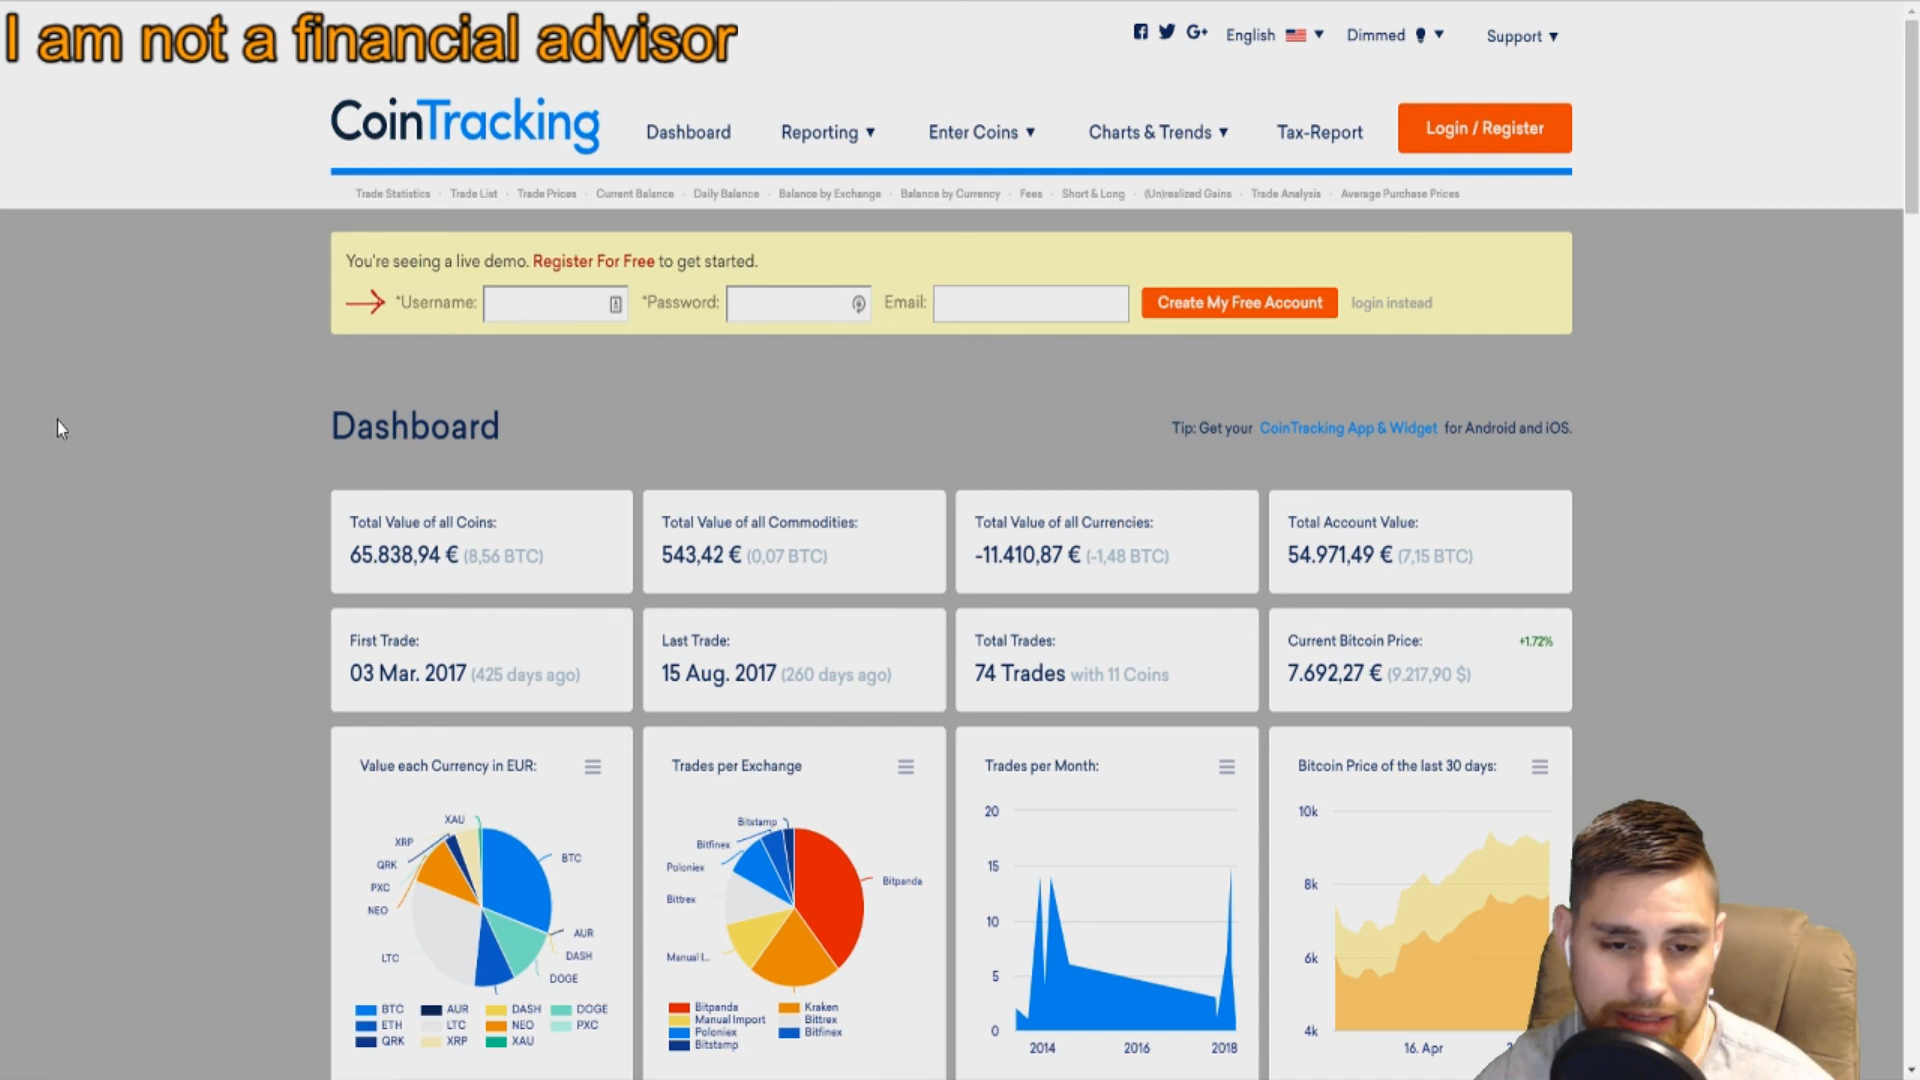 I am not a financial advisor
English
Dimmed
Support ▼
CoinTracking
Dashboard
Reporting ▼
Enter Coins ▼
Charts & Trends ▼
Tax-Report
Login / Register
Trade Statistics · Trade List · Trade Prices · Current Balance · Daily Balance · Balance by Exchange · Balance by Currency · Fees · Short & Long · (Un)realized Gains · Trade Analysis · Average Purchase Prices
You're seeing a live demo. Register For Free to get started.
*Username: *Password: Email: Create My Free Account login instead
Dashboard
Tip: Get your CoinTracking App & Widget for Android and iOS.
Total Value of all Coins:
65.838,94 € (8,56 BTC)
Total Value of all Commodities:
543,42 € (0,07 BTC)
Total Value of all Currencies:
-11.410,87 € (-1,48 BTC)
Total Account Value:
54.971,49 € (7,15 BTC)
First Trade:
03 Mar. 2017 (425 days ago)
Last Trade:
15 Aug. 2017 (260 days ago)
Total Trades:
74 Trades with 11 Coins
Current Bitcoin Price: +1.72%
7.692,27 € (9.217,90 $)
Value each Currency in EUR:
XAU
XRP
QRK
PXC
NEO
LTC
BTC
AUR
DASH
DOGE
BTC AUR DASH DOGE
ETH LTC NEO PXC
QRK XRP XAU
Trades per Exchange
Bitstamp
Bitfinex
Poloniex
Bittrex
Manual I...
Bitpanda
Bitpanda Kraken
Manual Import Bittrex
Poloniex Bitfinex
Bitstamp
Trades per Month:
20
15
10
5
0
2014 2016 2018
Bitcoin Price of the last 30 days:
10k
8k
6k
4k
16. Apr